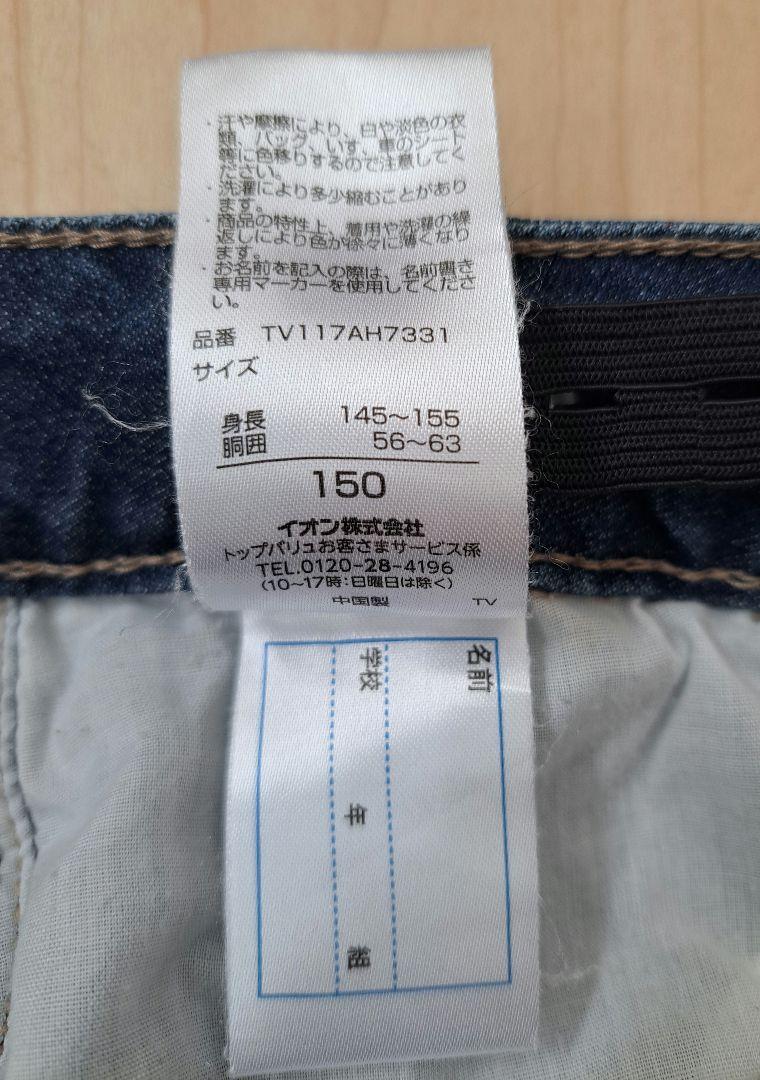 ・汗や摩擦により、白や淡色の衣
類、バッグ、いす、車のシート
等に色移りするので注意してく
ださい。
・洗濯により多少縮むことがあり
ます。
・商品の特性上、着用や洗濯の繰
返しにより色が徐々に薄くなり
ます。
・お名前を記入の際は、名前書き
専用マーカーを使用してくださ
い。
品番 TV117AH7331
サイズ
身長 145~155
胴囲 56~63
150
イオン株式会社
トップバリュお客さまサービス係
TEL.0120-28-4196
(10~17時:日曜日は除く)
中国製 TV
名前
学校 年 組